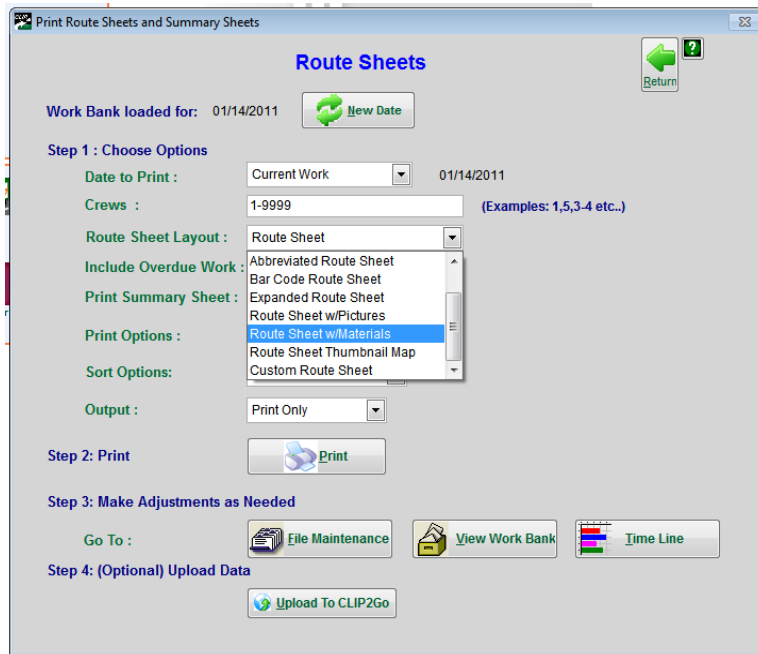 Print Route Sheets and Summary Sheets
Route Sheets
Return
Work Bank loaded for: 01/14/2011 New Date
Step 1 : Choose Options
Date to Print : Current Work 01/14/2011
Crews : 1-9999 (Examples: 1,5,3-4 etc..)
Route Sheet Layout : Route Sheet
Abbreviated Route Sheet
Include Overdue Work :
Bar Code Route Sheet
Print Summary Sheet : Expanded Route Sheet
Route Sheet w/Pictures
Print Options : Route Sheet w/Materials
Route Sheet Thumbnail Map
Sort Options: Custom Route Sheet
Output : Print Only
Step 2: Print Print
Step 3: Make Adjustments as Needed
Go To : File Maintenance View Work Bank Time Line
Step 4: (Optional) Upload Data
Upload To CLIP2Go